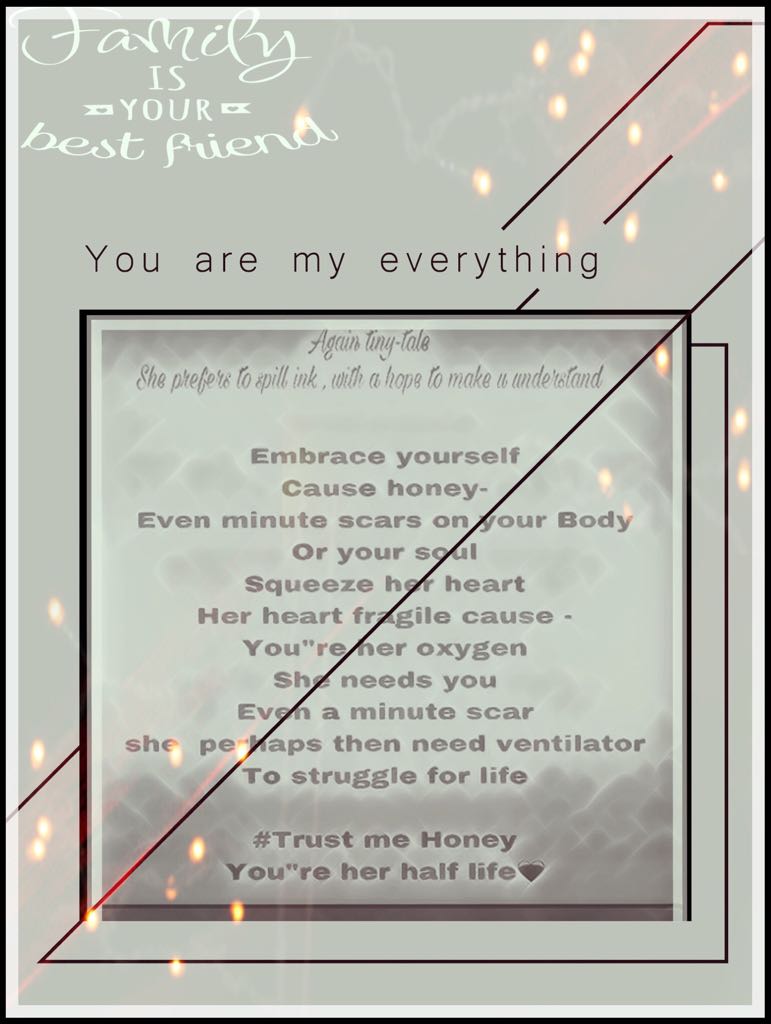 Family
IS
YOUR
best friend
You are my everything
Again tiny-tale
She prefers to spill ink , with a hope to make u understand
Embrace yourself
Cause honey-
Even minute scars on your Body
Or your soul
Squeeze her heart
Her heart fragile cause -
You"re her oxygen
She needs you
Even a minute scar
she perhaps then need ventilator
To struggle for life
#Trust me Honey
You"re her half life🖤